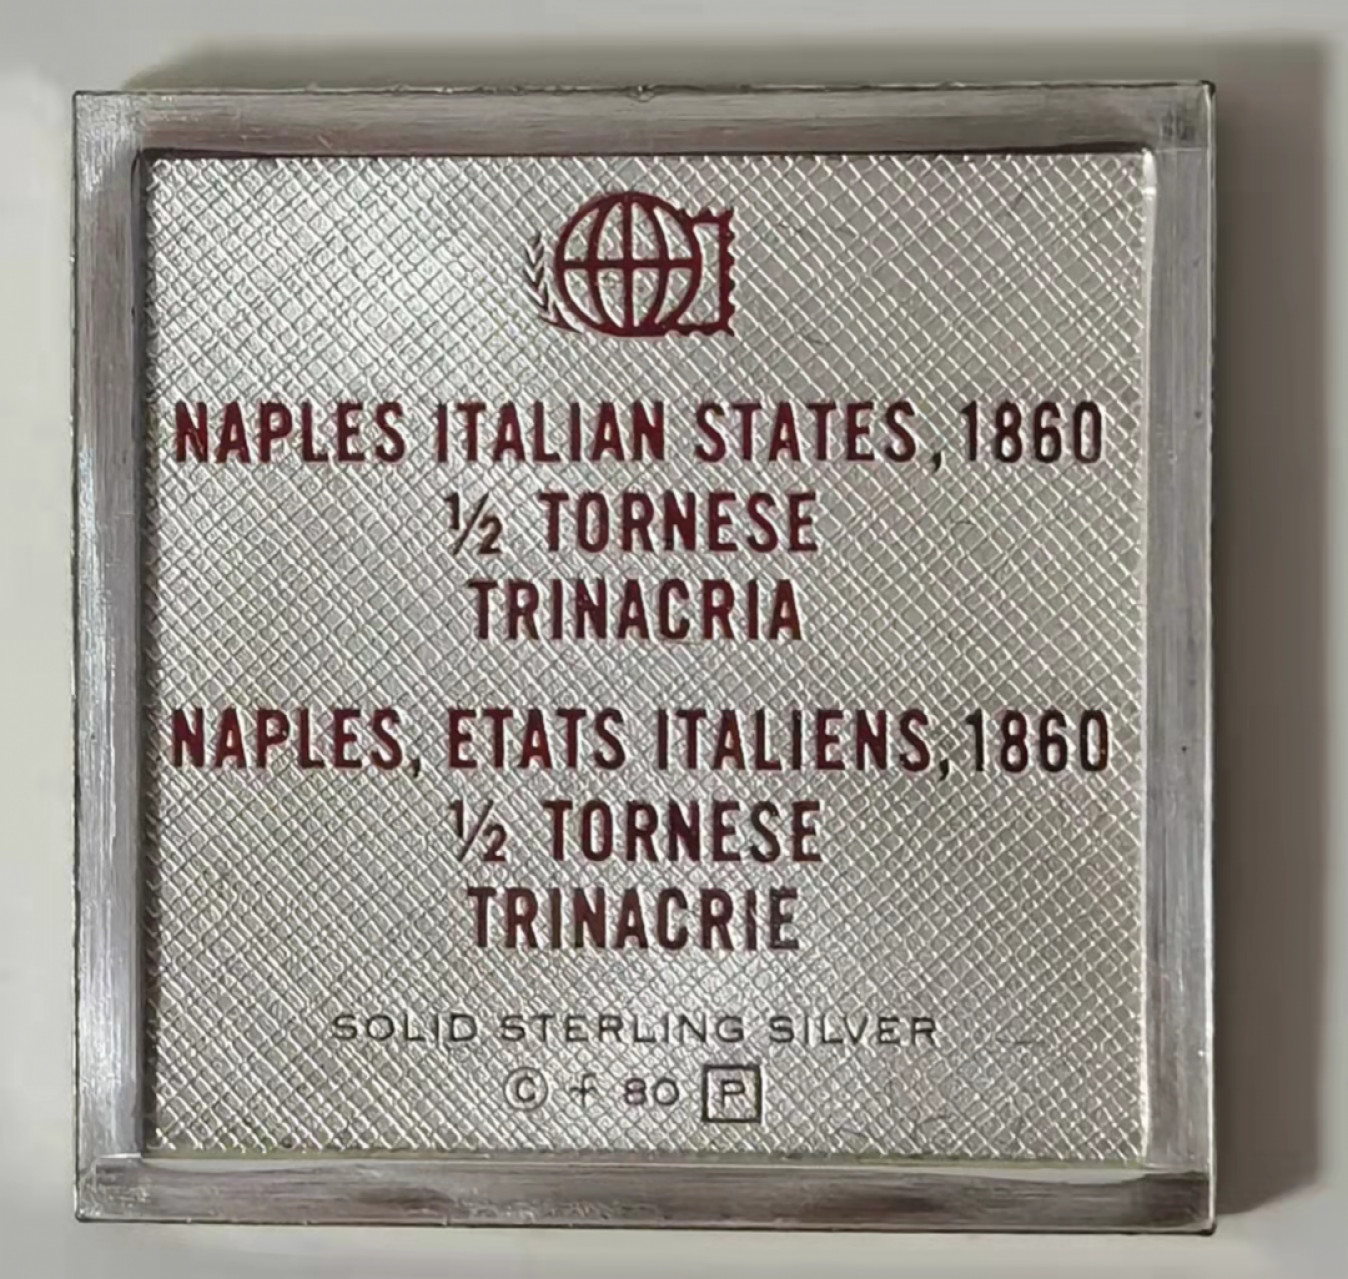 NAPLES ITALIAN STATES, 1860
½ TORNESE
TRINACRIA
NAPLES, ETATS ITALIENS, 1860
½ TORNESE
TRINACRIE
SOLID STERLING SILVER
© f 80 P